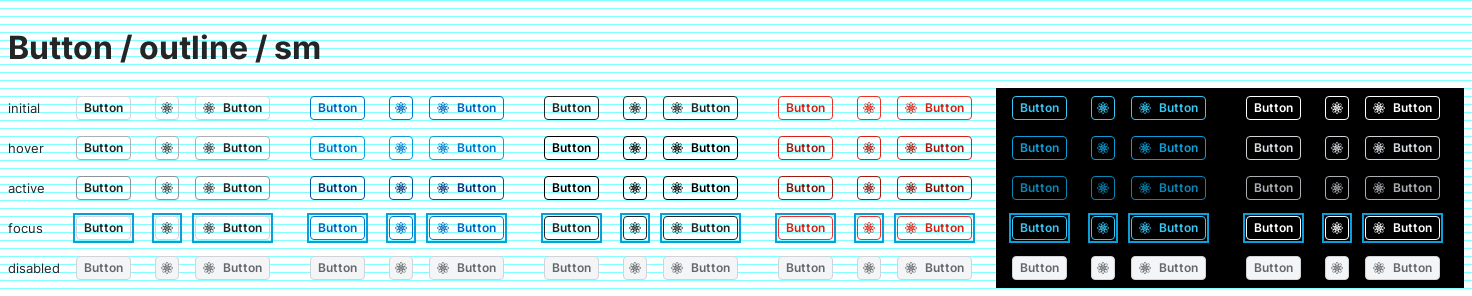 Button / outline / sm
initial Button Button Button Button Button Button Button Button Button Button Button Button
hover Button Button Button Button Button Button Button Button Button Button Button Button
active Button Button Button Button Button Button Button Button Button Button Button Button
focus Button Button Button Button Button Button Button Button Button Button Button Button
disabled Button Button Button Button Button Button Button Button Button Button Button Button